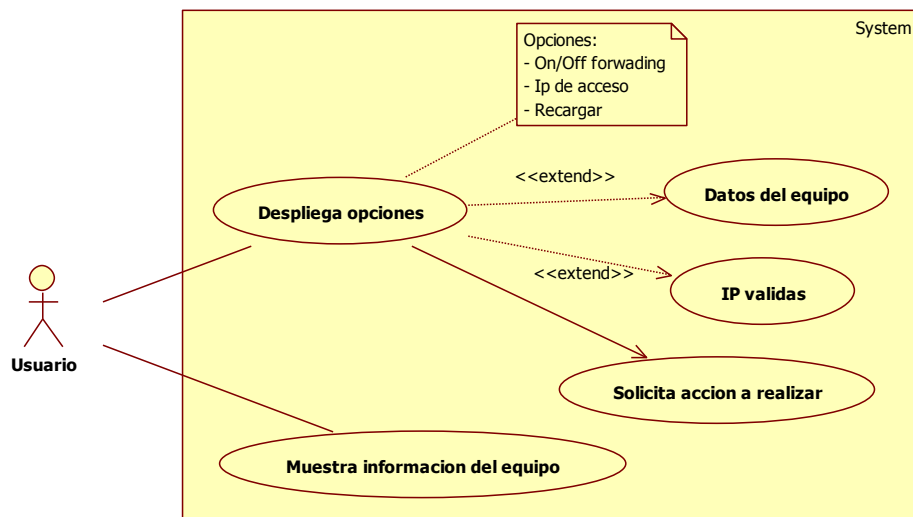 System
Opciones:
- On/Off forwading
- Ip de acceso
- Recargar
<<extend>>
Datos del equipo
Despliega opciones
<<extend>>
IP validas
Usuario
Solicita accion a realizar
Muestra informacion del equipo